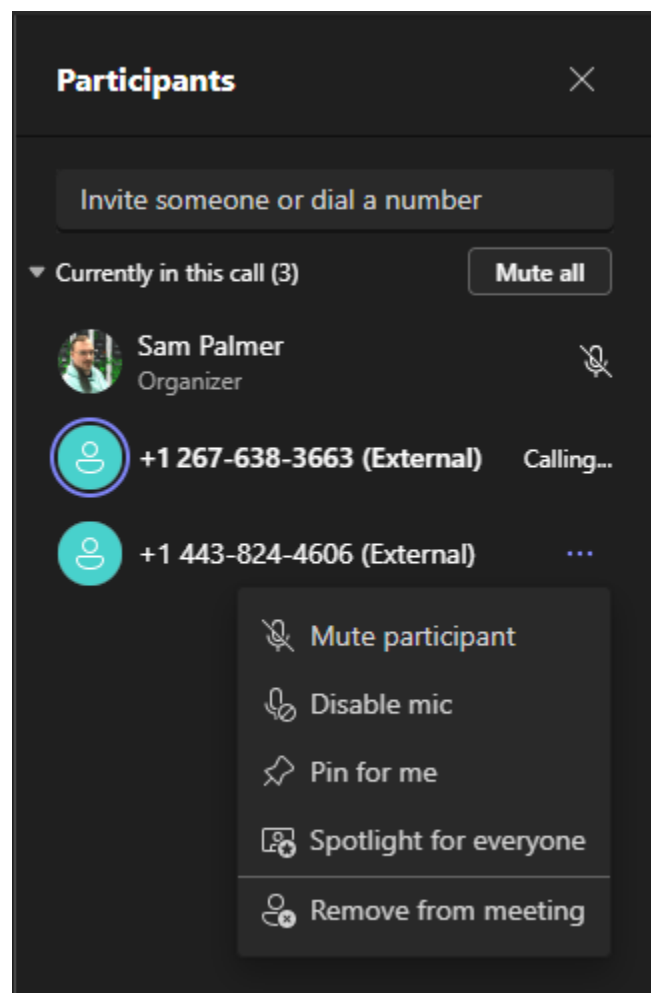 Participants
Invite someone or dial a number
Currently in this call (3)
Mute all
Sam Palmer
Organizer
+1 267-638-3663 (External)
Calling...
+1 443-824-4606 (External)
Mute participant
Disable mic
Pin for me
Spotlight for everyone
Remove from meeting